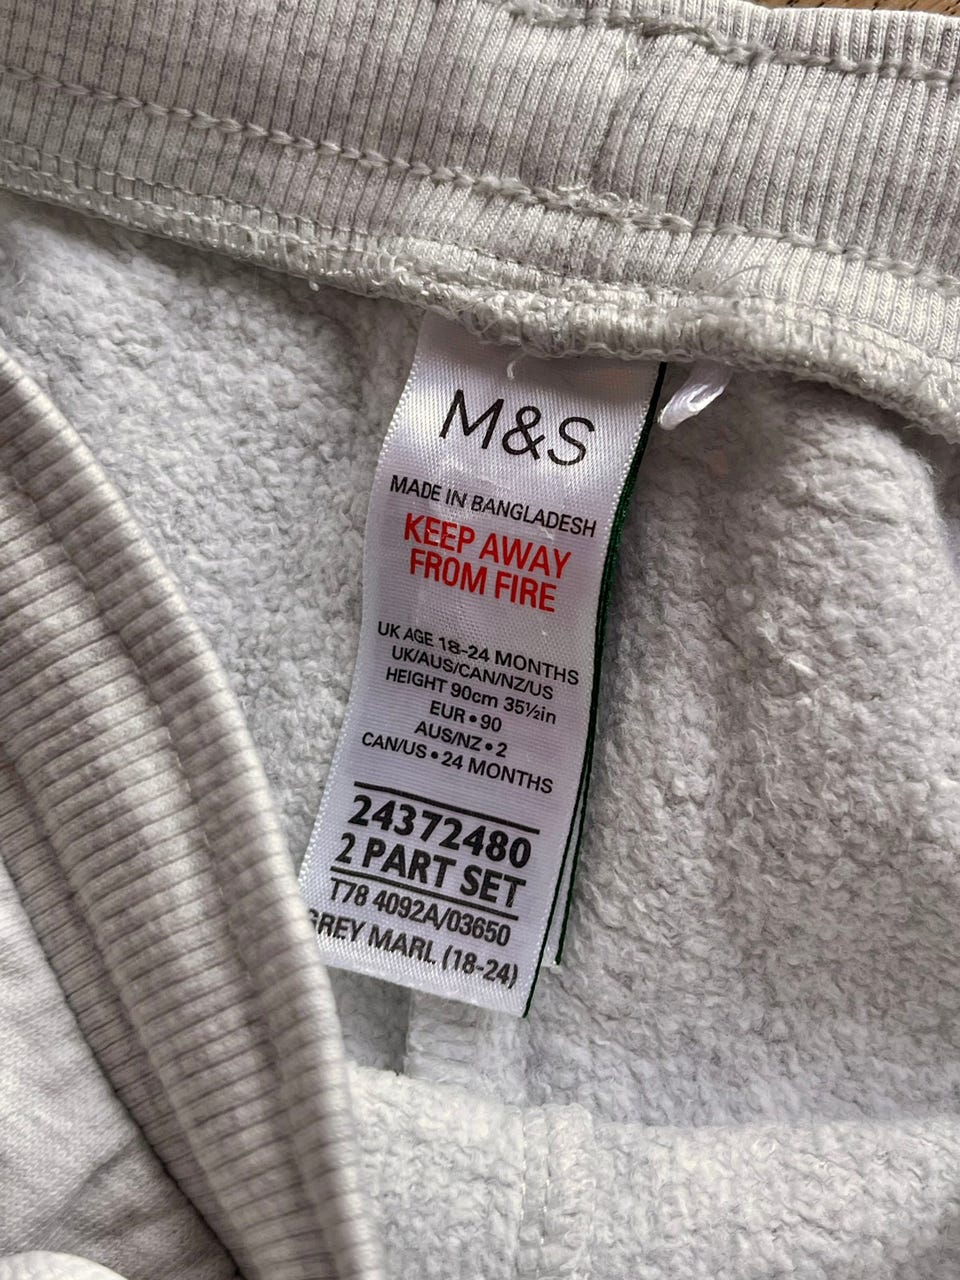 M&S
MADE IN BANGLADESH
KEEP AWAY
FROM FIRE
UK AGE 18-24 MONTHS
UK/AUS/CAN/NZ/US
HEIGHT 90cm 35½in
EUR • 90
AUS/NZ • 2
CAN/US • 24 MONTHS
24372480
2 PART SET
T78 4092A/03650
GREY MARL (18-24)